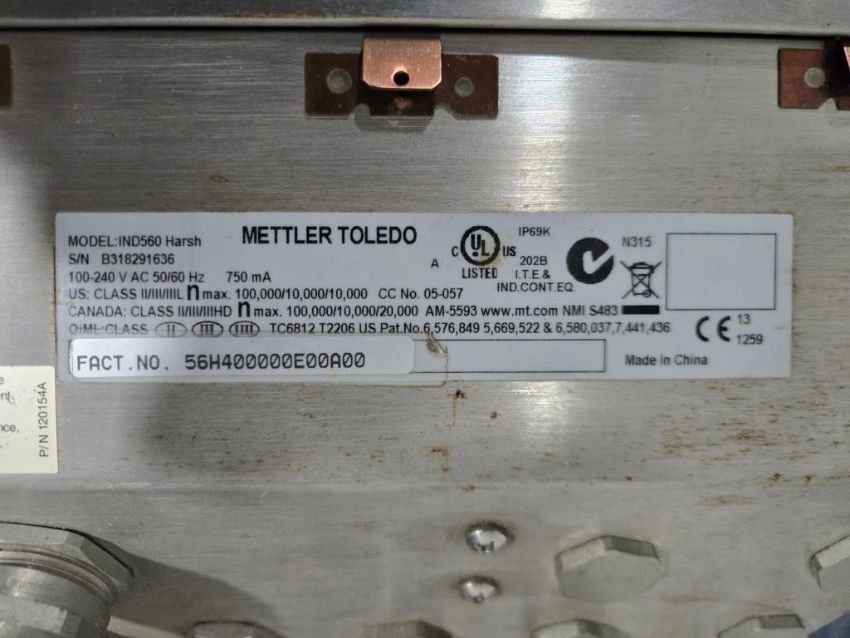 MODEL:IND560 Harsh
METTLER TOLEDO
S/N B318291636
100-240 V AC 50/60 Hz 750 mA
A
C UL US
LISTED
IP69K
202B
I.T.E.&
IND.CONT.EQ.
N315
US: CLASS II/III/IIIL n max. 100,000/10,000/10,000 CC No. 05-057
CANADA: CLASS II/III/IIIHD n max. 100,000/10,000/20,000 AM-5593 www.mt.com NMI S483
OIML:CLASS II III IIII TC6812 T2206 US Pat.No.6,576,849 5,669,522 & 6,580,037,7,441,436
CE 13
1259
FACT.NO. 56H400000E00A00
Made In China
P/N 120154A